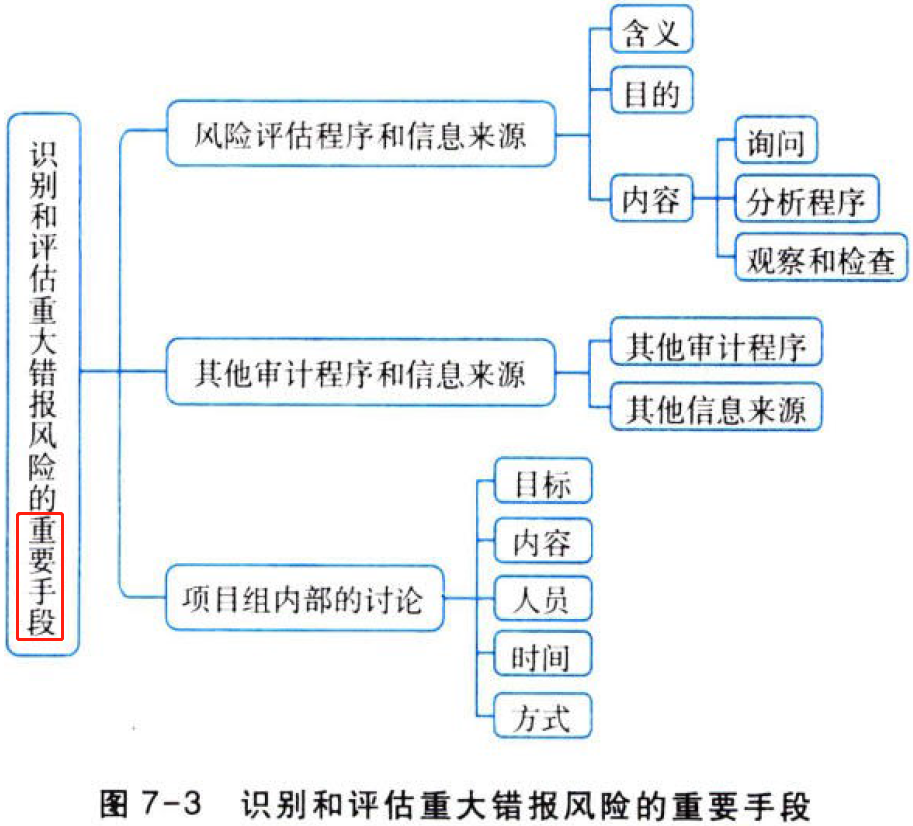 识别和评估重大错报风险的重要手段
风险评估程序和信息来源
含义
目的
内容
询问
分析程序
观察和检查
其他审计程序和信息来源
其他审计程序
其他信息来源
项目组内部的讨论
目标
内容
人员
时间
方式
图 7-3 识别和评估重大错报风险的重要手段